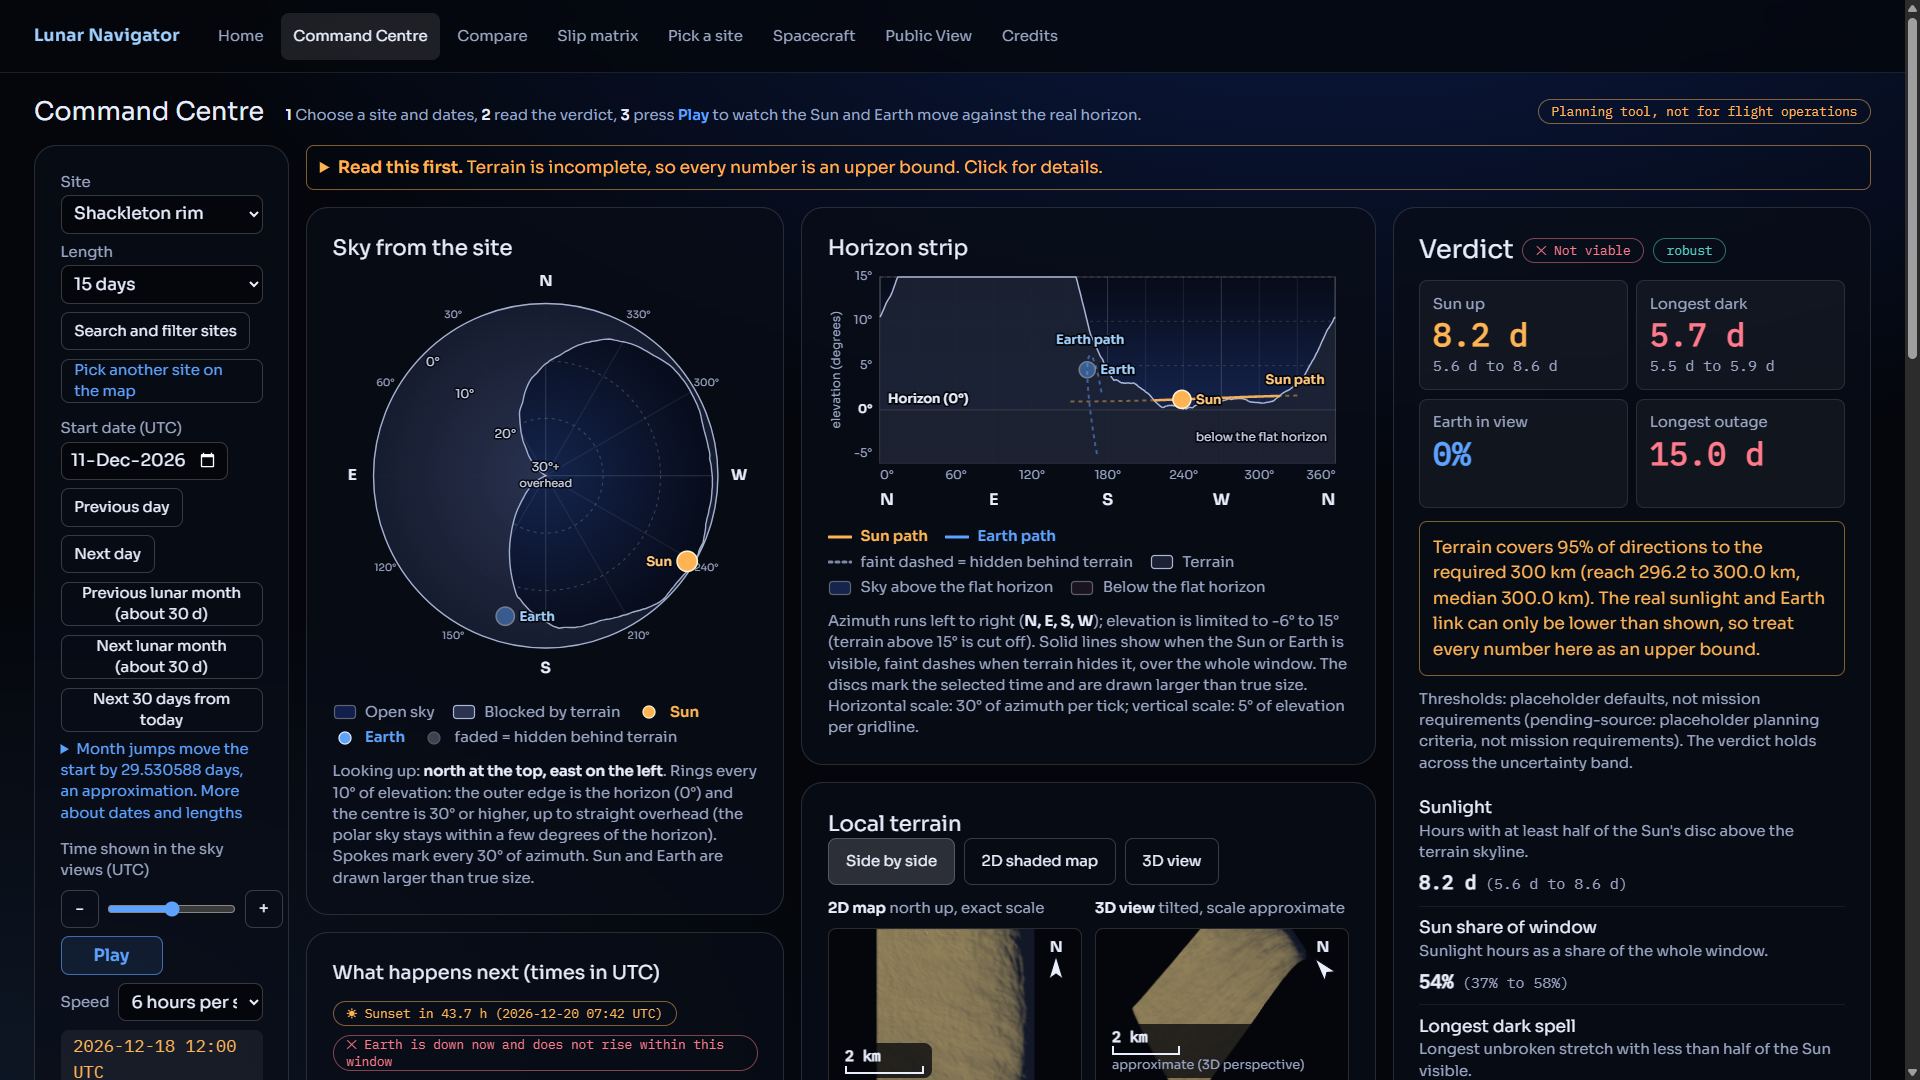 Lunar Navigator
Home
Command Centre
Compare
Slip matrix
Pick a site
Spacecraft
Public View
Credits
Command Centre
1 Choose a site and dates, 2 read the verdict, 3 press Play to watch the Sun and Earth move against the real horizon.
Planning tool, not for flight operations
Site
Shackleton rim
Length
15 days
Search and filter sites
Pick another site on
the map
Start date (UTC)
11-Dec-2026
Previous day
Next day
Previous lunar month
(about 30 d)
Next lunar month
(about 30 d)
Next 30 days from
today
▶ Month jumps move the
start by 29.530588 days,
an approximation. More
about dates and lengths
Time shown in the sky
views (UTC)
-
+
Play
Speed
6 hours per s
2026-12-18 12:00
UTC
▶ Read this first. Terrain is incomplete, so every number is an upper bound. Click for details.
Sky from the site
N
30°
330°
0°
60°
10°
300°
20°
30°+
overhead
E
W
Sun
120°
240°
Earth
150°
210°
S
Open sky
Blocked by terrain
Sun
Earth
faded = hidden behind terrain
Looking up: north at the top, east on the left. Rings every
10° of elevation: the outer edge is the horizon (0°) and
the centre is 30° or higher, up to straight overhead (the
polar sky stays within a few degrees of the horizon).
Spokes mark every 30° of azimuth. Sun and Earth are
drawn larger than true size.
What happens next (times in UTC)
☀ Sunset in 43.7 h (2026-12-20 07:42 UTC)
✕ Earth is down now and does not rise within this
window
Horizon strip
15°
10°
5°
0°
-5°
elevation (degrees)
Earth path
Earth
Sun path
Horizon (0°)
Sun
below the flat horizon
0°
60°
120°
180°
240°
300°
360°
N
E
S
W
N
Sun path
Earth path
faint dashed = hidden behind terrain
Terrain
Sky above the flat horizon
Below the flat horizon
Azimuth runs left to right (N, E, S, W); elevation is limited to -6° to 15°
(terrain above 15° is cut off). Solid lines show when the Sun or Earth is
visible, faint dashes when terrain hides it, over the whole window. The
discs mark the selected time and are drawn larger than true size.
Horizontal scale: 30° of azimuth per tick; vertical scale: 5° of elevation
per gridline.
Local terrain
Side by side
2D shaded map
3D view
2D map north up, exact scale
3D view tilted, scale approximate
N
2 km
N
2 km
approximate (3D perspective)
Verdict
✕ Not viable
robust
Sun up
8.2 d
5.6 d to 8.6 d
Longest dark
5.7 d
5.5 d to 5.9 d
Earth in view
0%
Longest outage
15.0 d
Terrain covers 95% of directions to the
required 300 km (reach 296.2 to 300.0 km,
median 300.0 km). The real sunlight and Earth
link can only be lower than shown, so treat
every number here as an upper bound.
Thresholds: placeholder defaults, not mission
requirements (pending-source: placeholder planning
criteria, not mission requirements). The verdict holds
across the uncertainty band.
Sunlight
Hours with at least half of the Sun's disc above the
terrain skyline.
8.2 d (5.6 d to 8.6 d)
Sun share of window
Sunlight hours as a share of the whole window.
54% (37% to 58%)
Longest dark spell
Longest unbroken stretch with less than half of the Sun
visible.